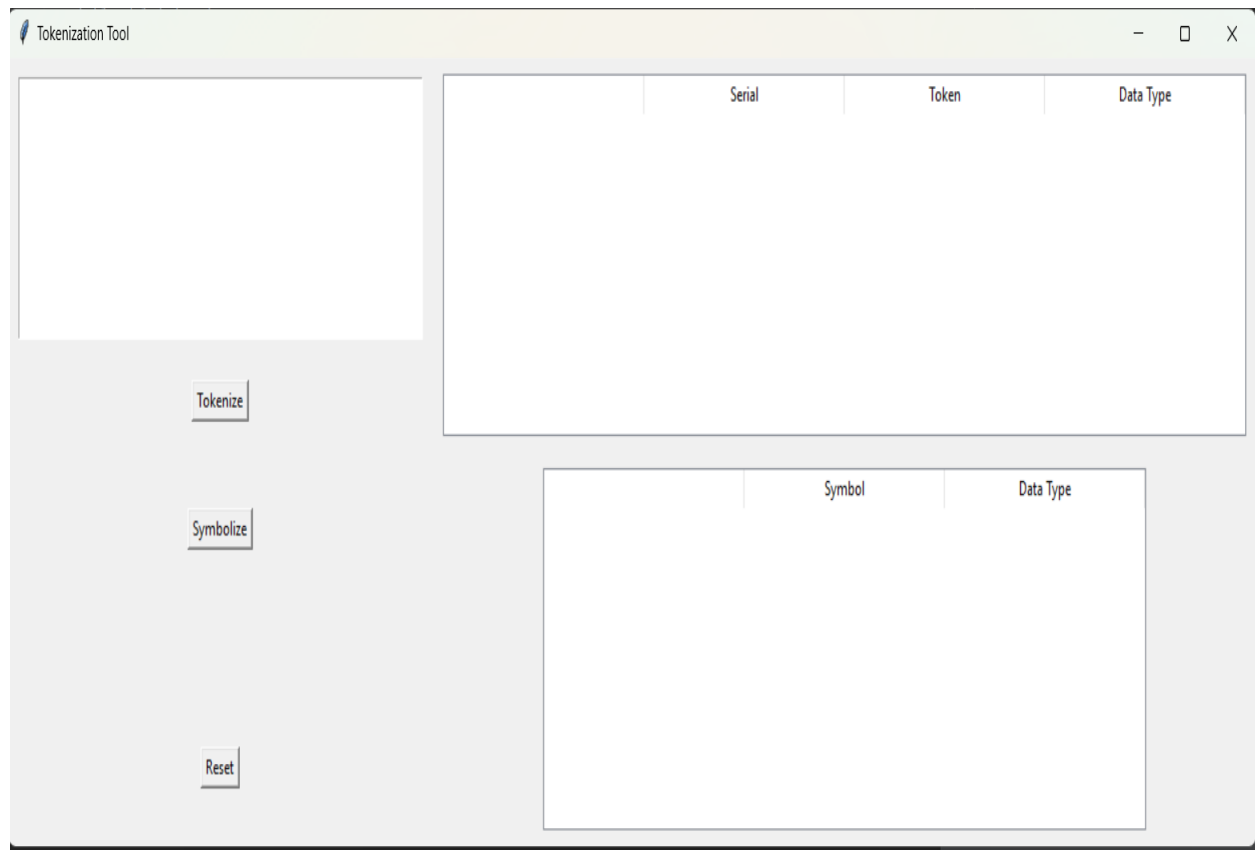 Tokenization Tool
Serial Token Data Type
Tokenize
Symbol Data Type
Symbolize
Reset